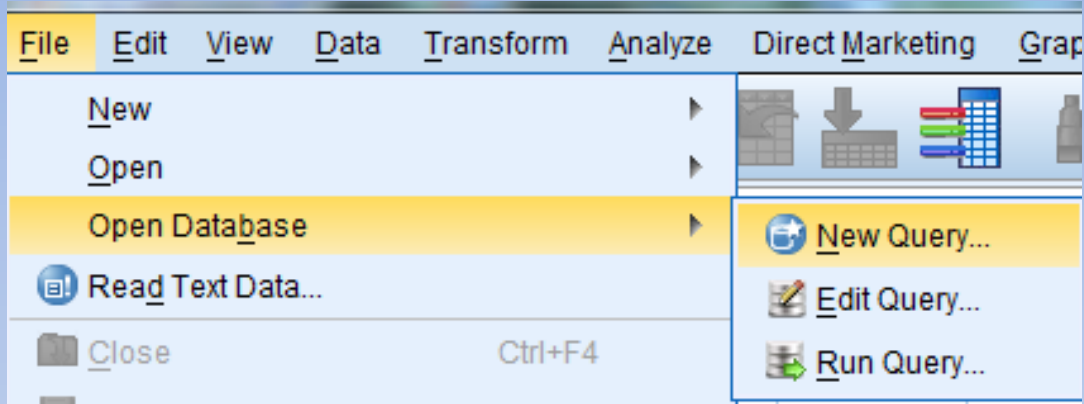 File Edit View Data Transform Analyze Direct Marketing Grap
New
Open
Open Database
New Query...
Read Text Data...
Edit Query...
Close Ctrl+F4
Run Query...